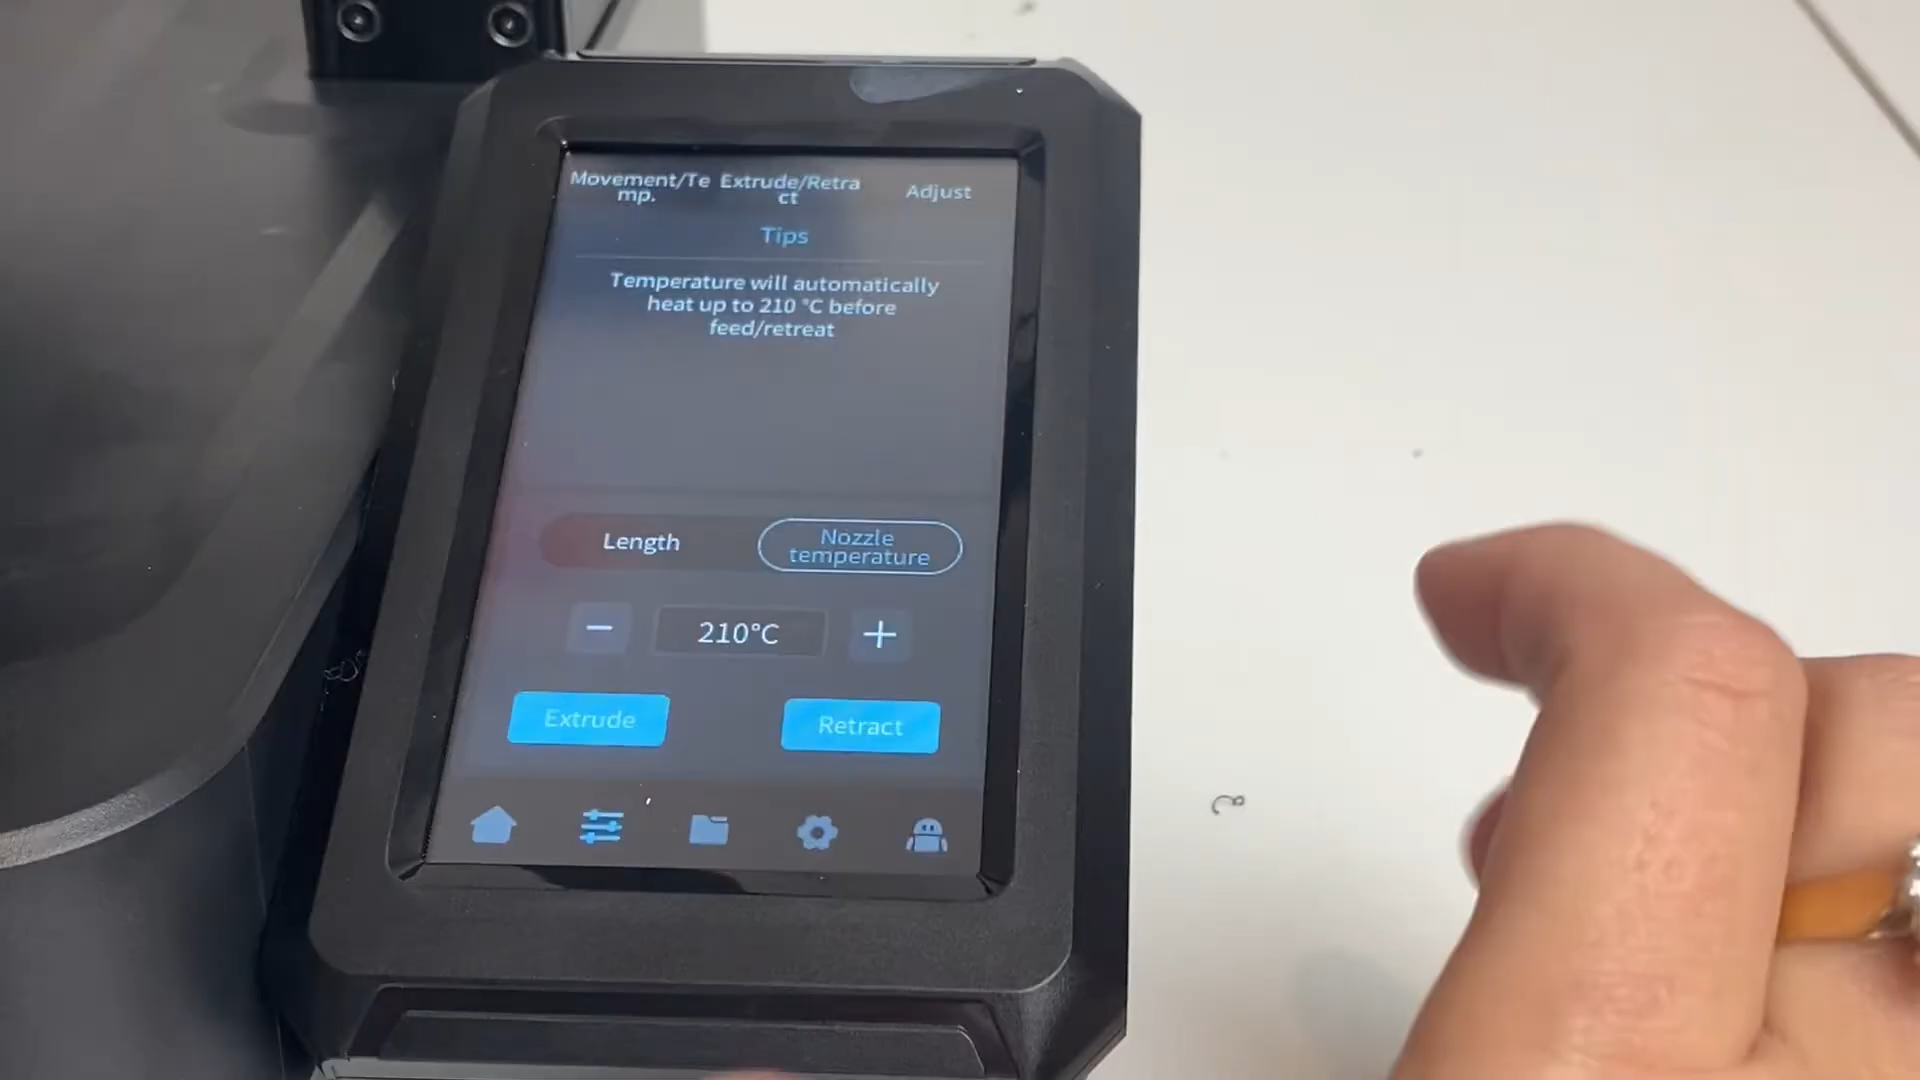 Movement/Te
mp.
Extrude/Retra
ct
Adjust
Tips
Temperature will automatically
heat up to 210 °C before
feed/retreat
Length
Nozzle
temperature
− 210°C +
Extrude
Retract